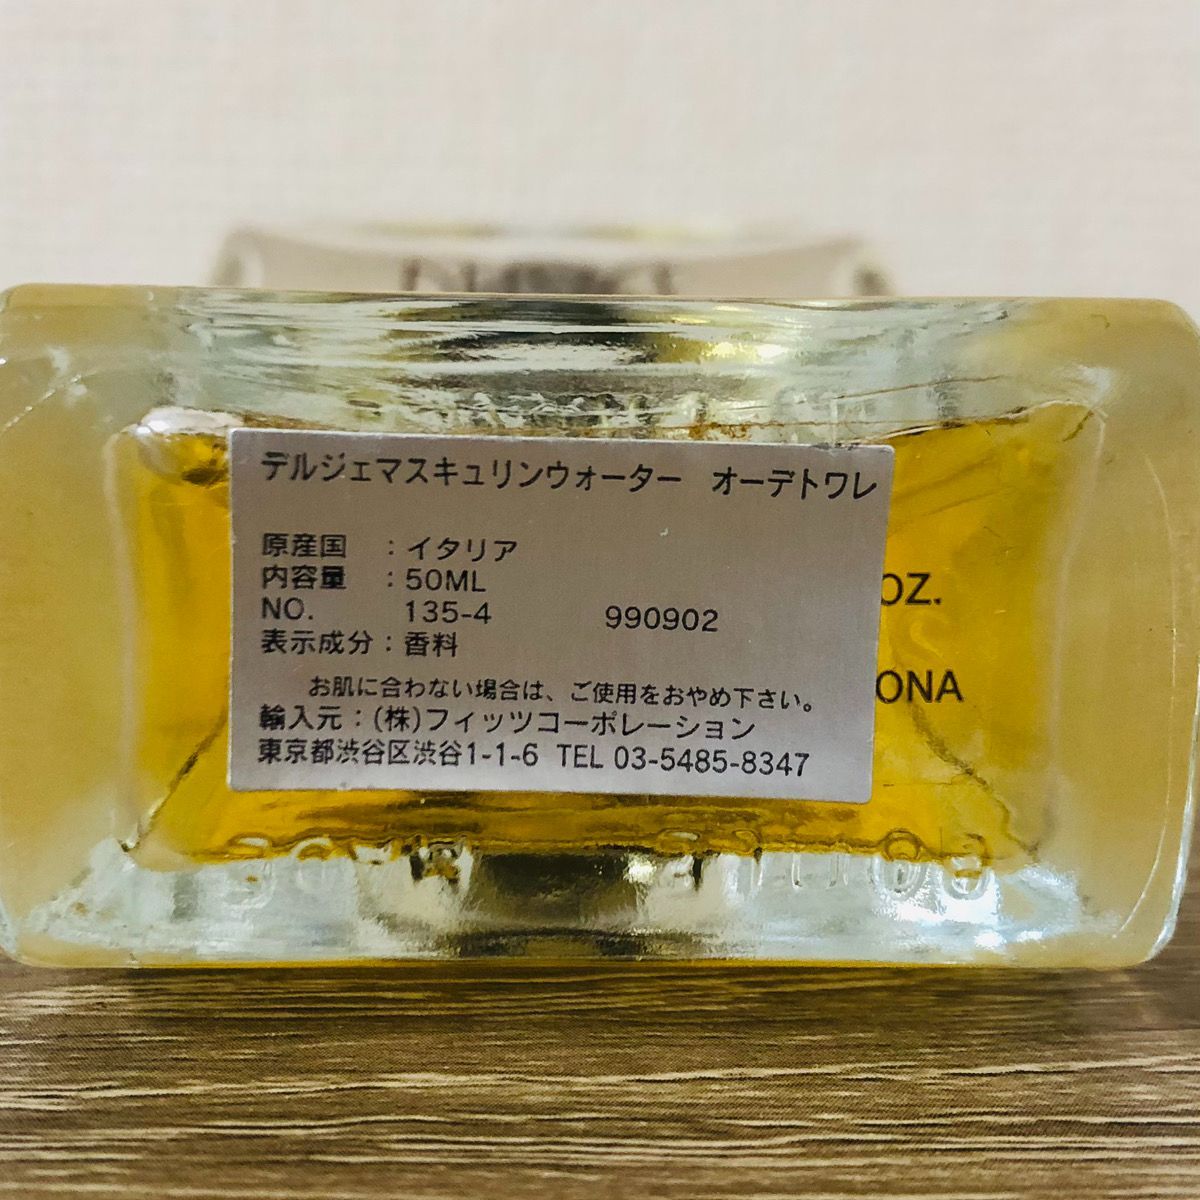 デルジェマスキュリンウォーター オーデトワレ
原産国 :イタリア
内容量 :50ML
NO. 135-4 990902
OZ.
表示成分:香料
お肌に合わない場合は、ご使用をおやめ下さい。
ONA
輸入元:(株)フィッツコーポレーション
東京都渋谷区渋谷1-1-6 TEL 03-5485-8347